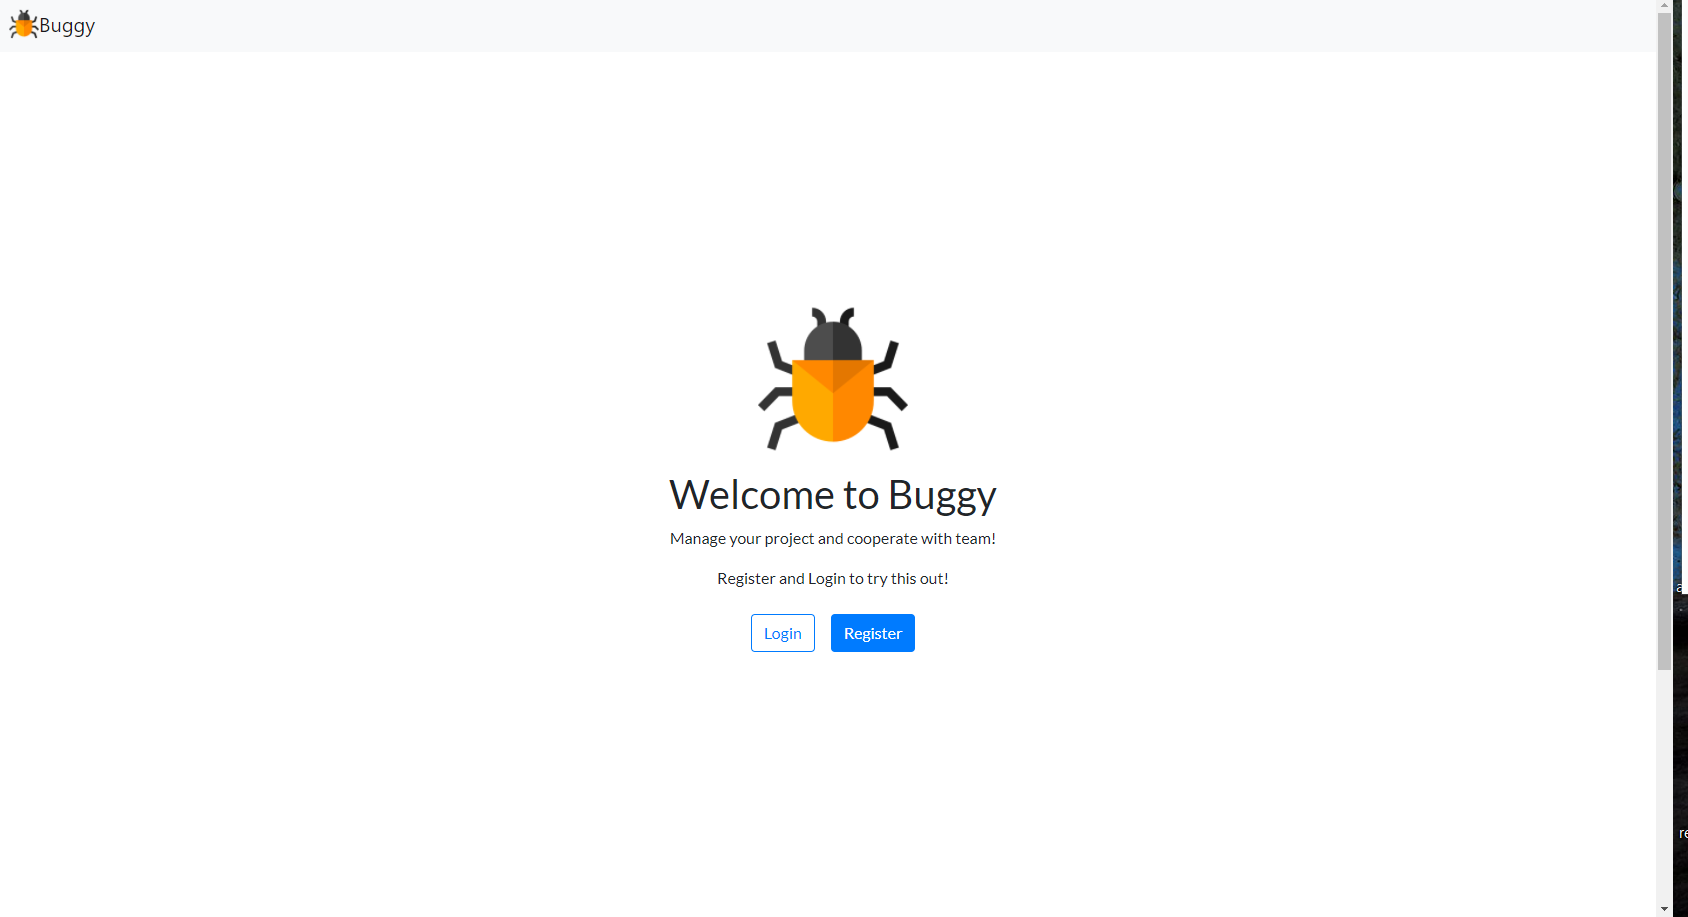 Buggy
Welcome to Buggy
Manage your project and cooperate with team!
Register and Login to try this out!
Login
Register